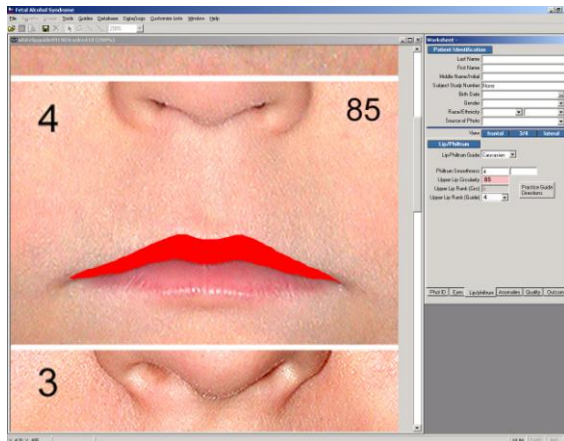 Fetal Alcohol Syndrome
File Tools Guides Database Window Help
200%
Worksheet
Patient Identification
Last Name
First Name
Middle Name/Initial
Subject Study Number None
Birth Date
Gender
Race/Ethnicity
Source of Photo
View frontal 3/4 lateral
Lip/Philtrum
Lip/Philtrum Guide Caucasian
Philtrum Smoothness 4
Upper Lip Circularity 85
Upper Lip Rank (Circ)
Upper Lip Rank (Guide) 4
Practice Guide
Directions
Eyes Lip/philtrum Anomalies Quality Outcome
4
85
3